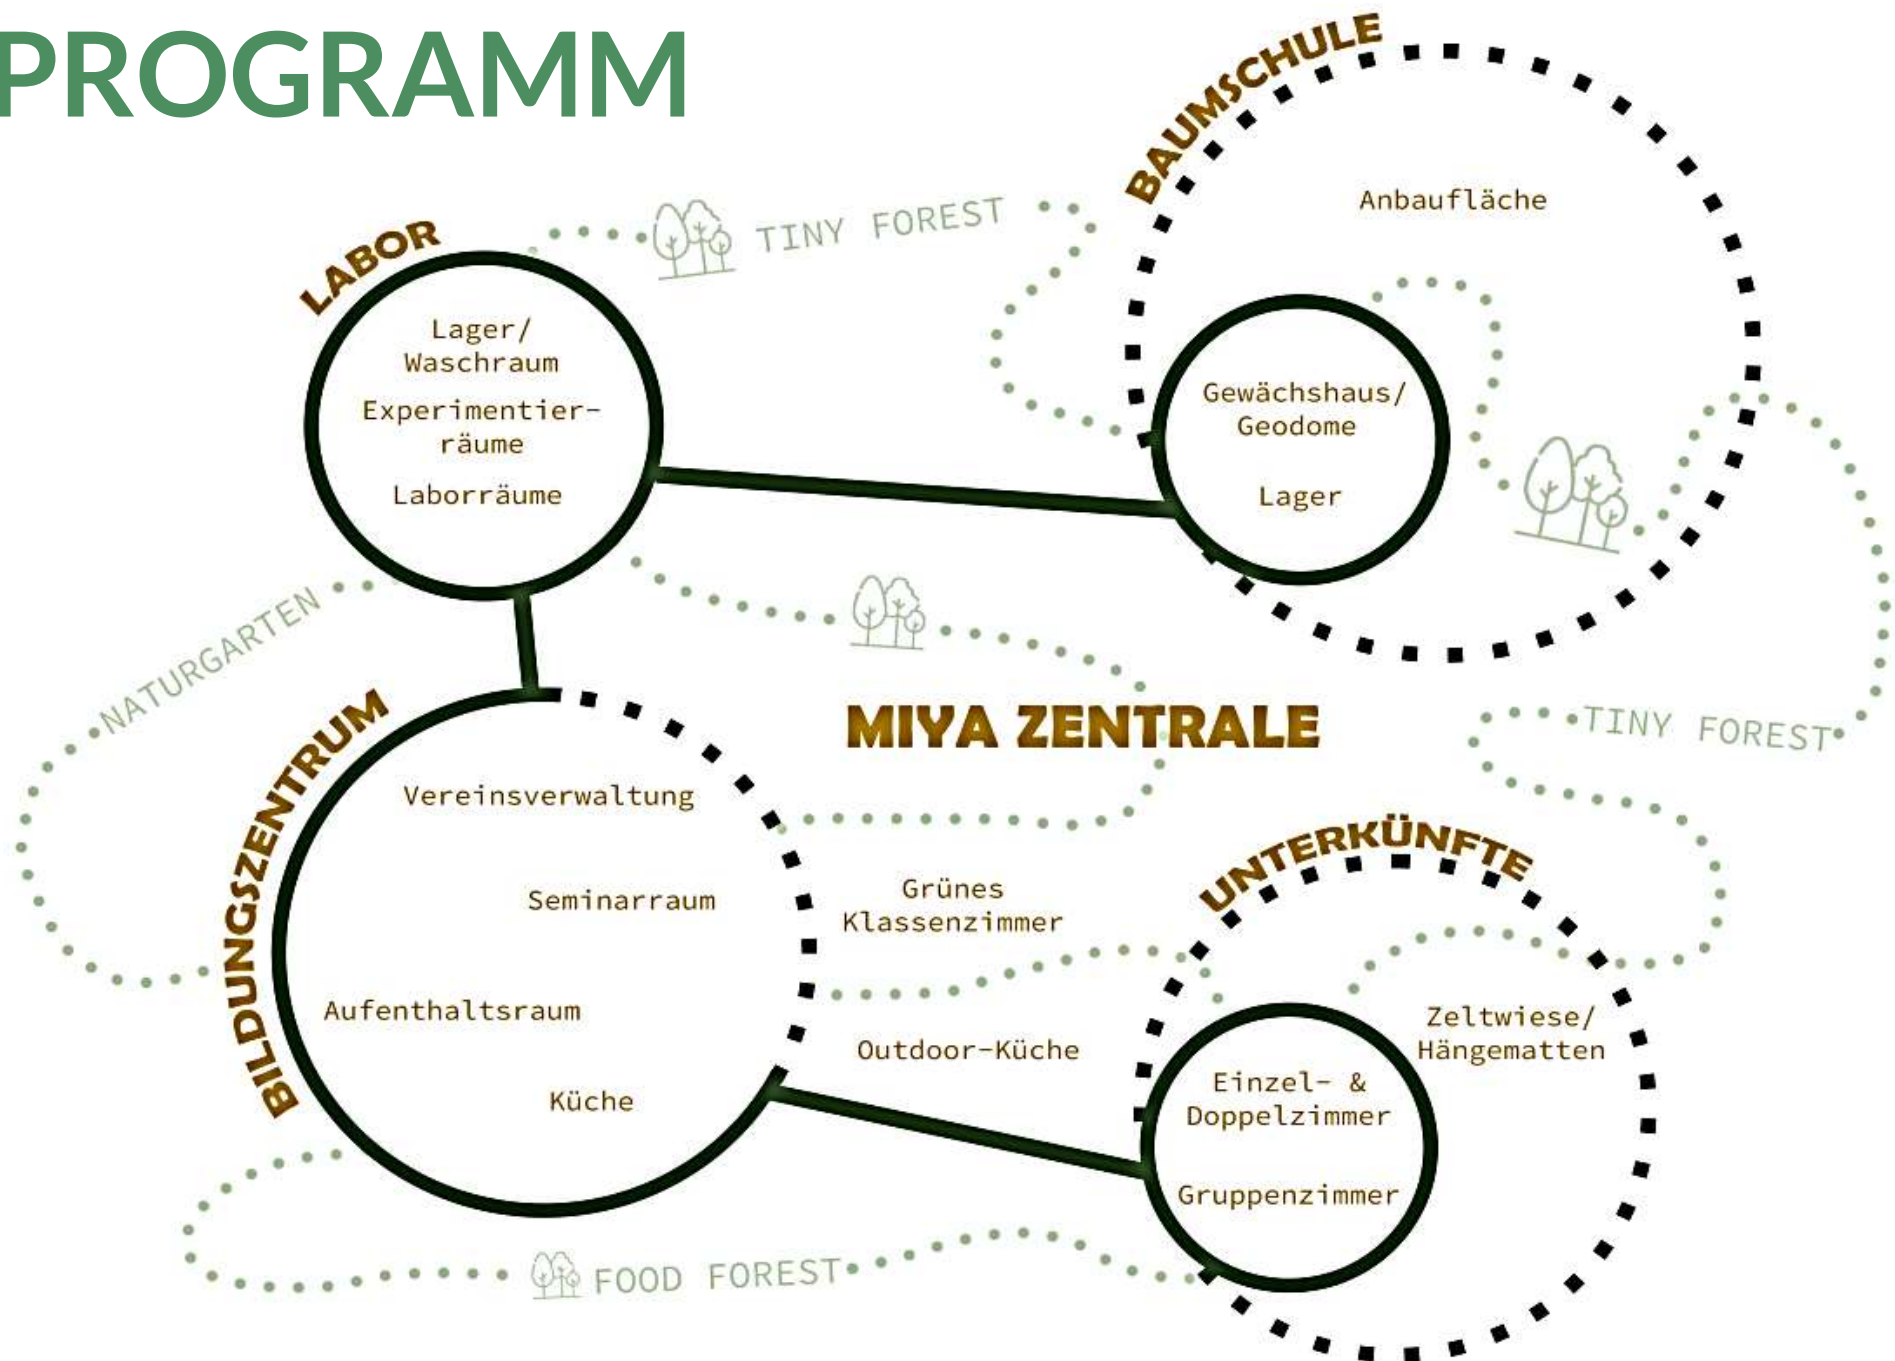 PROGRAMM
BAUMSCHULE
Anbaufläche
TINY FOREST
LABOR
Lager/
Waschraum
Experimentier-
räume
Laborräume
Gewächshaus/
Geodome
Lager
NATURGARTEN
MIYA ZENTRALE
TINY FOREST
BILDUNGSZENTRUM
Vereinsverwaltung
Seminarraum
Aufenthaltsraum
Küche
Grünes
Klassenzimmer
Outdoor-Küche
UNTERKÜNFTE
Zeltwiese/
Hängematten
Einzel- &
Doppelzimmer
Gruppenzimmer
FOOD FOREST